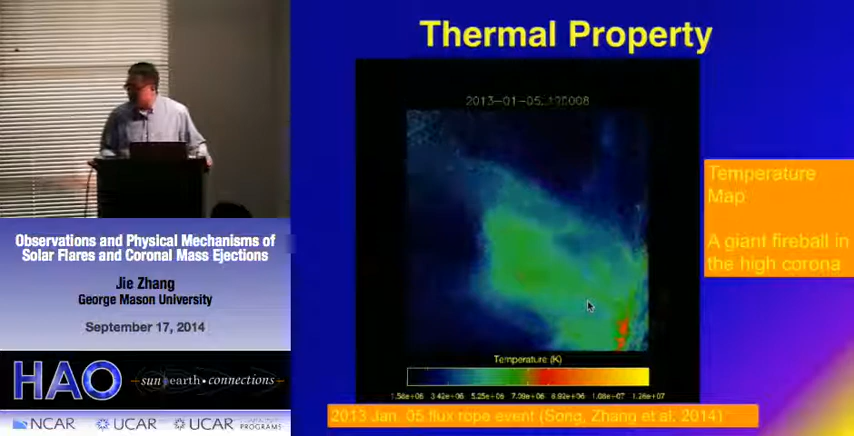 Thermal Property
Temperature
Map
A giant fireball in
the high corona
Temperature (K)
1.58e+06 3.42e+06 5.25e+06 7.09e+06 8.92e+06 1.08e+07 1.26e+07
2013 Jan. 05 flux rope event (Song, Zhang et al. 2014)
Observations and Physical Mechanisms of
Solar Flares and Coronal Mass Ejections
Jie Zhang
George Mason University
September 17, 2014
HAO
sun earth • connections
NCAR UCAR UCAR
PROGRAMS